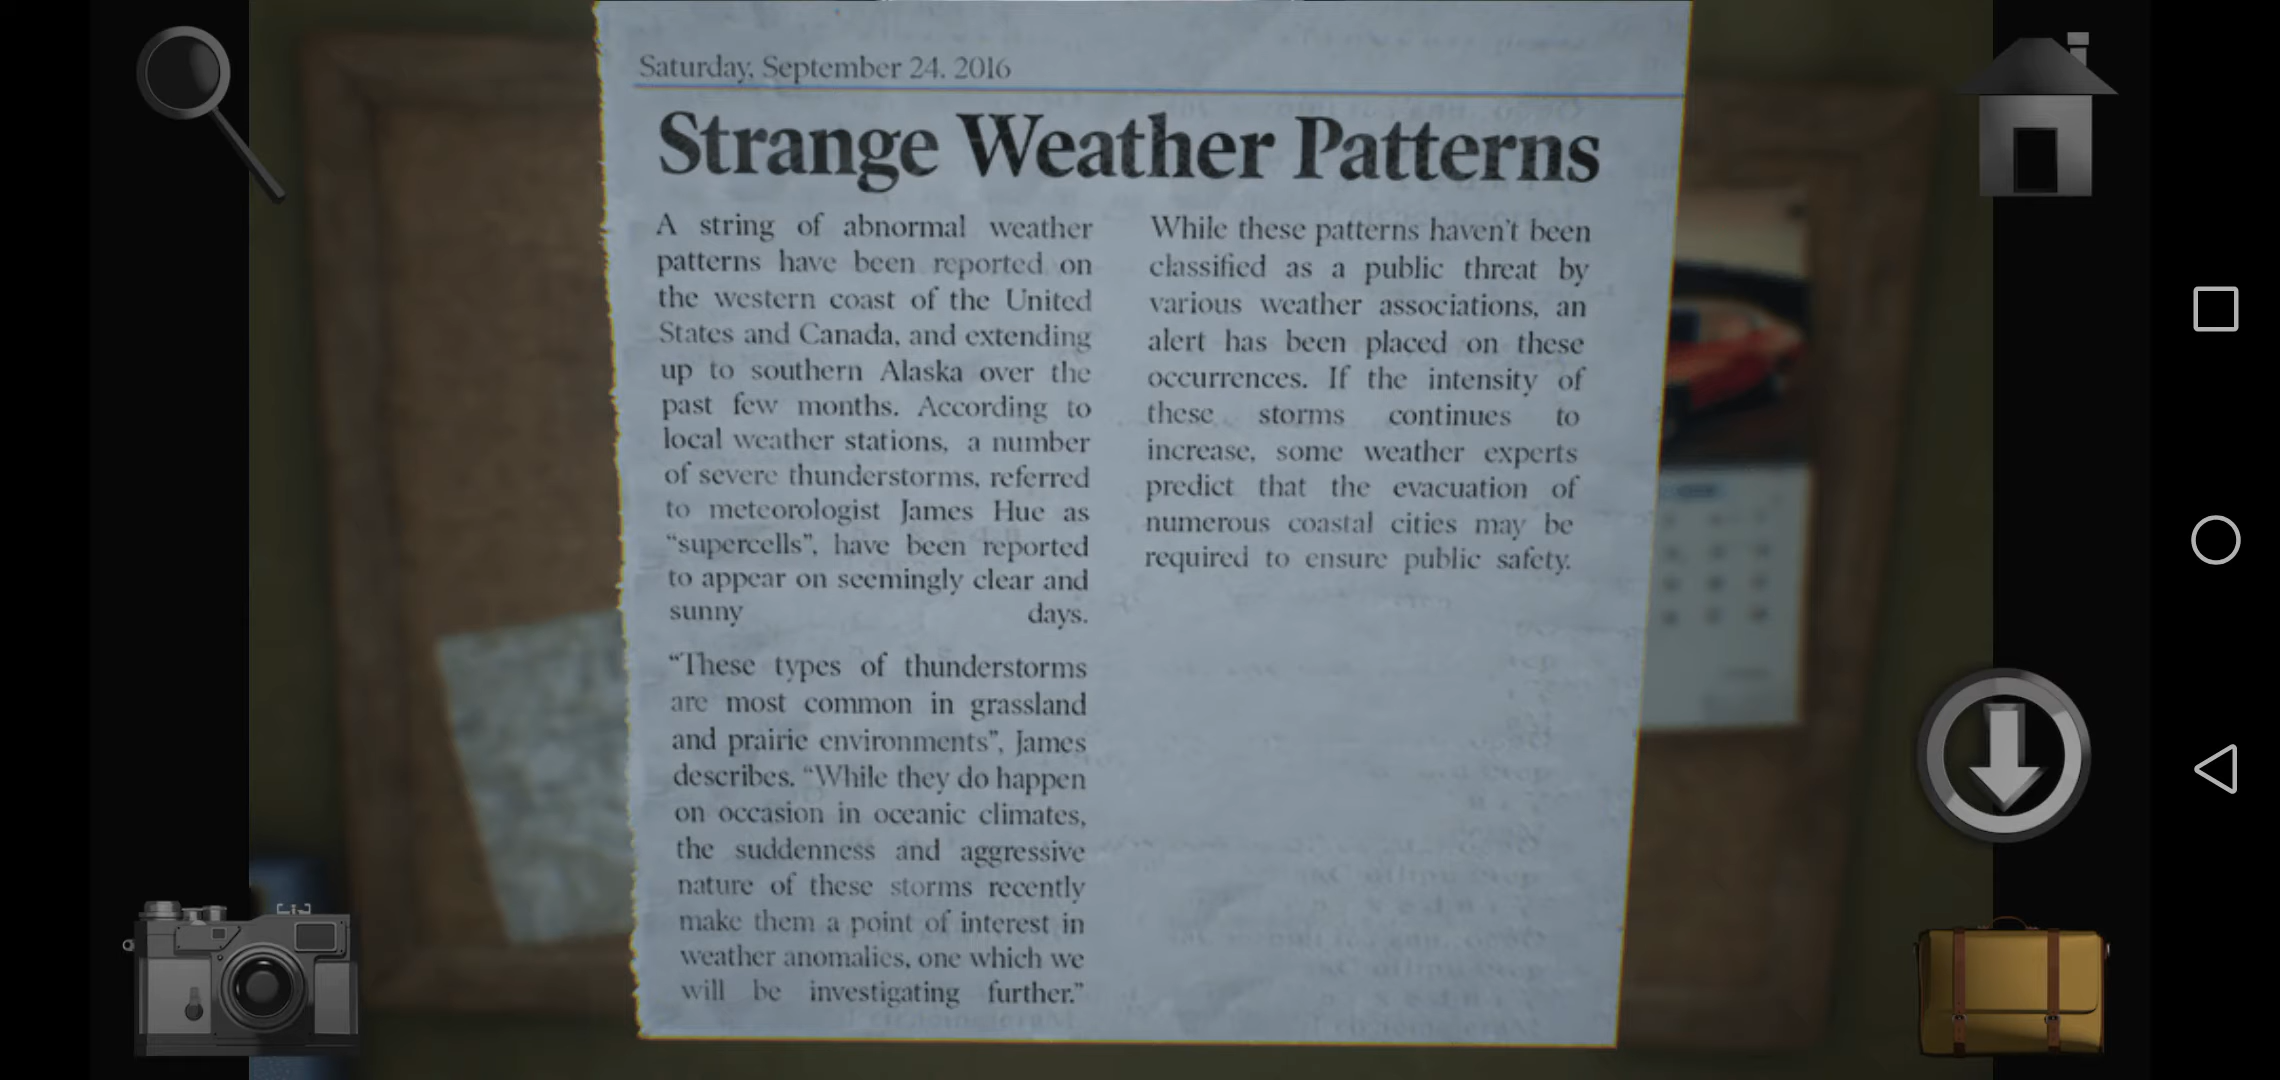 Saturday, September 24, 2016
Strange Weather Patterns
A string of abnormal weather
patterns have been reported on
the western coast of the United
States and Canada, and extending
up to southern Alaska over the
past few months. According to
local weather stations, a number
of severe thunderstorms, referred
to meteorologist James Hue as
“supercells”, have been reported
to appear on seemingly clear and
sunny days.
“These types of thunderstorms
are most common in grassland
and prairie environments”, James
describes. “While they do happen
on occasion in oceanic climates,
the suddenness and aggressive
nature of these storms recently
make them a point of interest in
weather anomalies, one which we
will be investigating further.”
While these patterns haven't been
classified as a public threat by
various weather associations, an
alert has been placed on these
occurrences. If the intensity of
these storms continues to
increase, some weather experts
predict that the evacuation of
numerous coastal cities may be
required to ensure public safety.